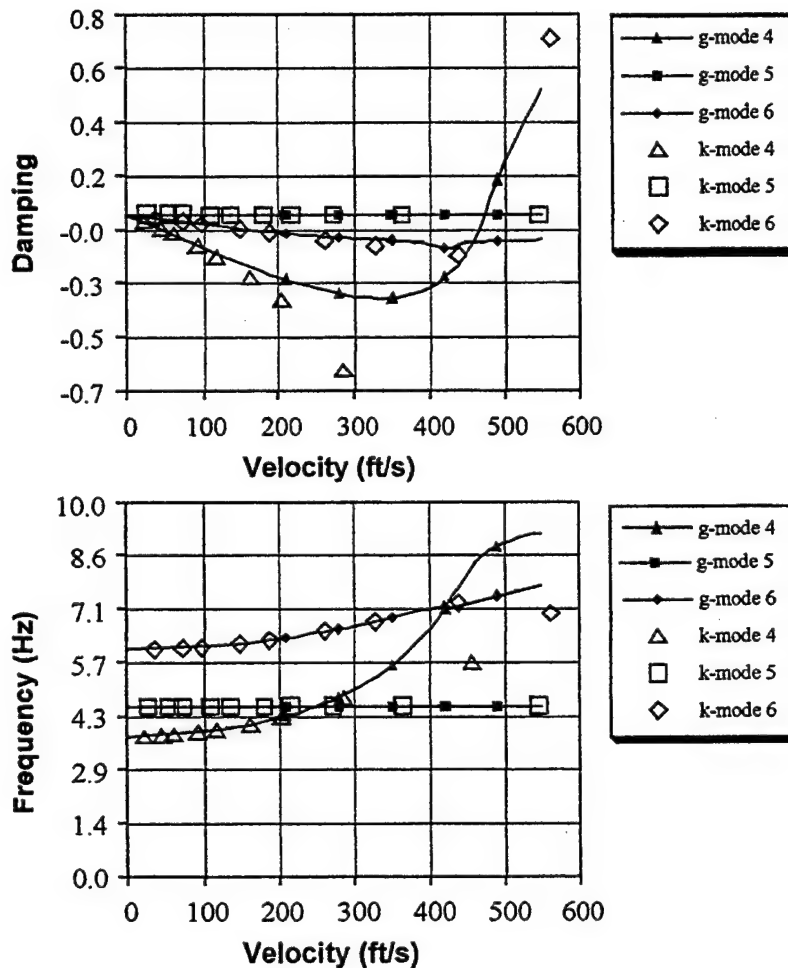 0.8
0.6
0.4
0.2
-0.0
-0.3
-0.5
-0.7
Damping
0 100 200 300 400 500 600
Velocity (ft/s)
g-mode 4
g-mode 5
g-mode 6
k-mode 4
k-mode 5
k-mode 6
10.0
8.6
7.1
5.7
4.3
2.9
1.4
0.0
Frequency (Hz)
0 100 200 300 400 500 600
Velocity (ft/s)
g-mode 4
g-mode 5
g-mode 6
k-mode 4
k-mode 5
k-mode 6